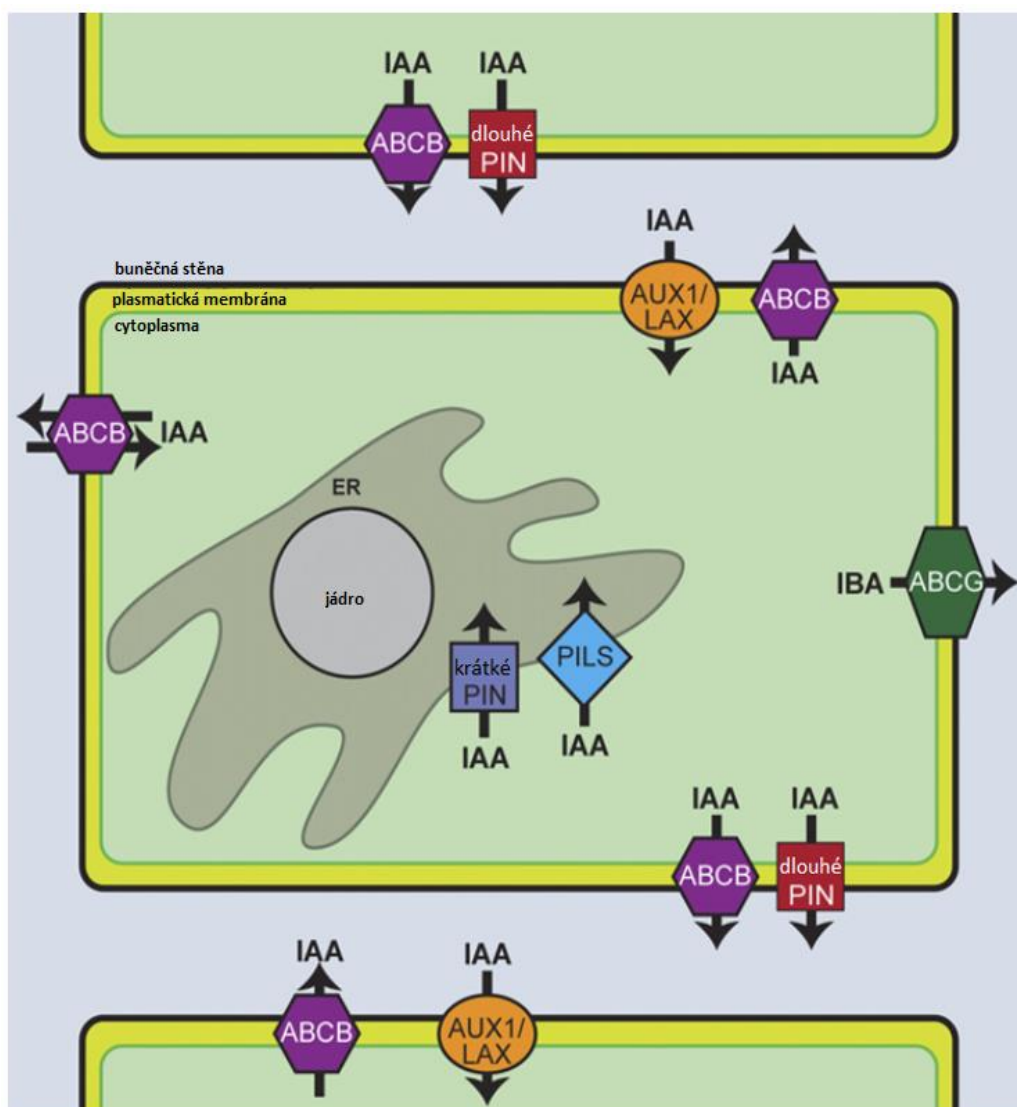 IAA IAA
ABCB
dlouhé
PIN
IAA
buněčná stěna
plasmatická membrána
cytoplasma
AUX1/
LAX
ABCB
IAA
ABCB IAA
ER
jádro
IBA ABCG
krátké
PIN
PILS
IAA
IAA
IAA IAA
ABCB
dlouhé
PIN
IAA IAA
ABCB
AUX1/
LAX